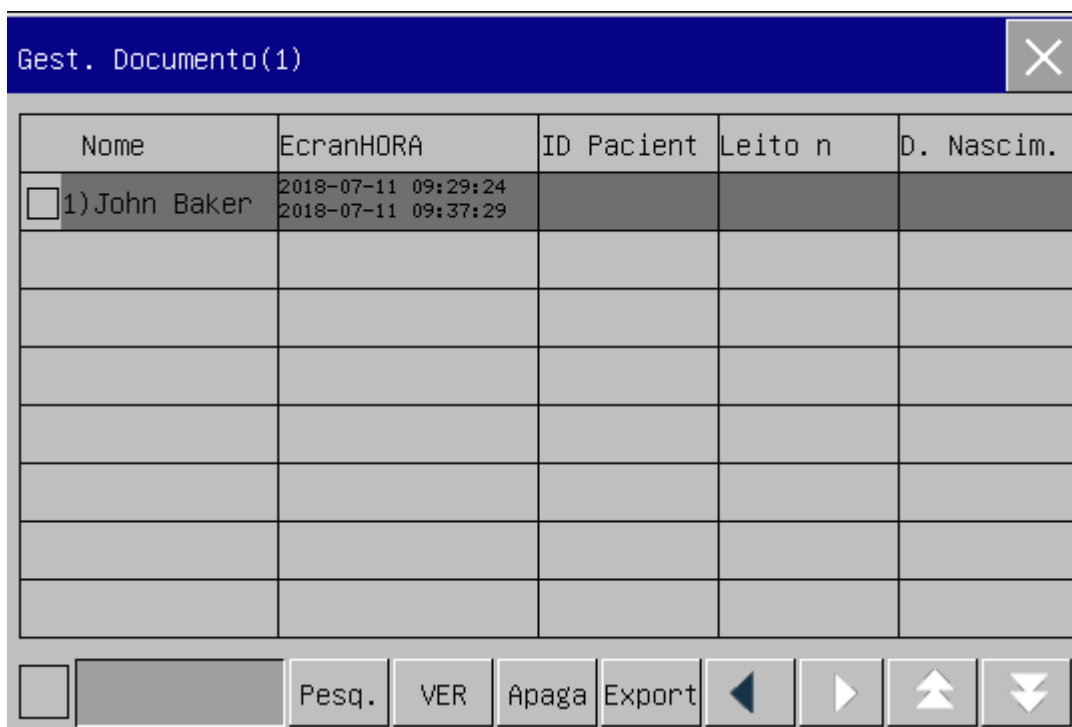 Gest. Documento(1)
Nome EcranHORA ID Pacient Leito n D. Nascim.
1)John Baker 2018-07-11 09:29:24
2018-07-11 09:37:29
Pesq. VER Apaga Export